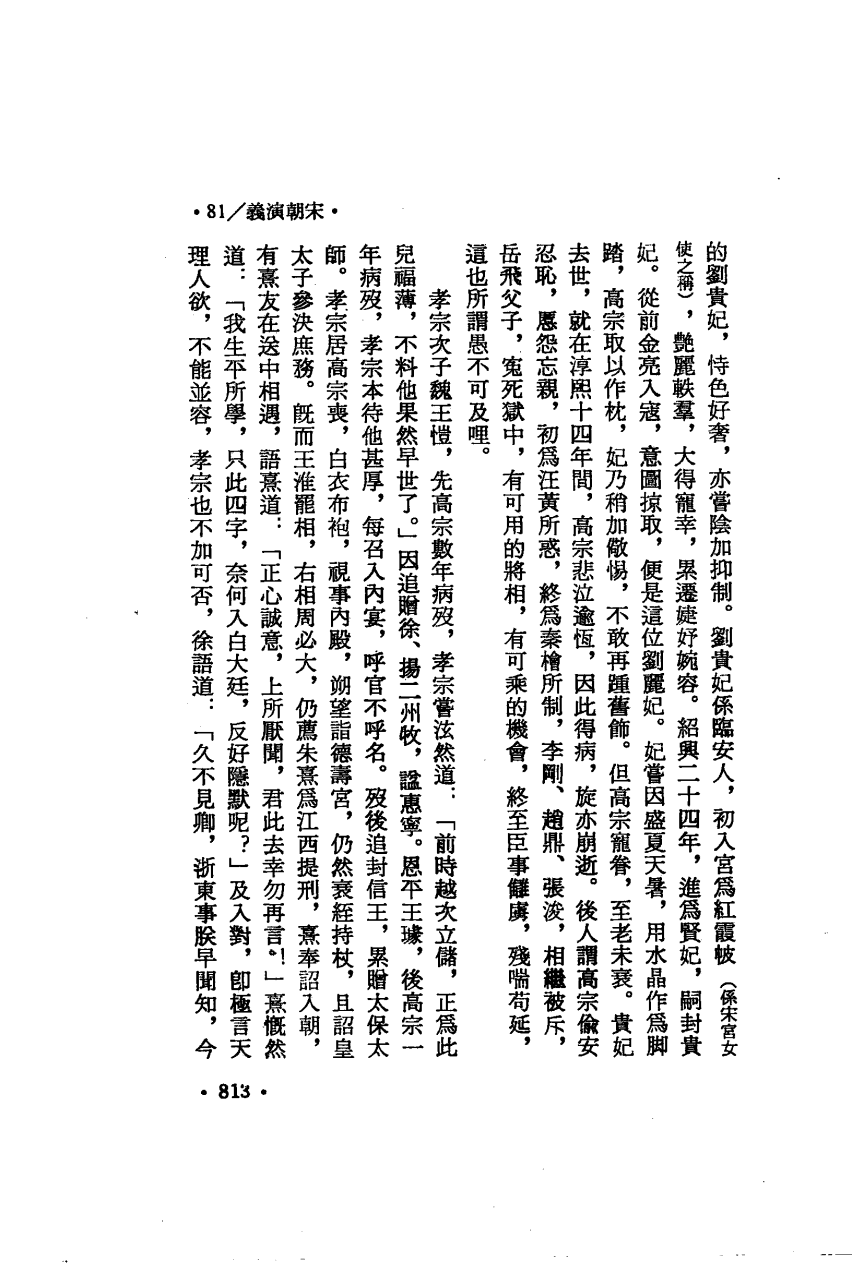 •81／義演朝宋•
的劉貴妃，恃色好奢，亦嘗陰加抑制。劉貴妃係臨安人，初入宮爲紅霞帔（係宋宮女
使之稱），艷麗軼羣，大得寵幸，累遷婕妤婉容。紹興二十四年，進爲賢妃，嗣封貴
妃。從前金亮入寇，意圖掠取，便是這位劉麗妃。妃嘗因盛夏天暑，用水晶作爲脚
踏，高宗取以作枕，妃乃稍加儆惕，不敢再踵舊飾。但高宗寵眷，至老未衰。貴妃
去世，就在淳熙十四年間，高宗悲泣逾恆，因此得病，旋亦崩逝。後人謂高宗偸安
忍恥，慝怨忘親，初爲汪黃所惑，終爲秦檜所制，李剛、趙鼎、張浚，相繼被斥，
岳飛父子，寃死獄中，有可用的將相，有可乘的機會，終至臣事讎虜，殘喘苟延，
這也所謂愚不可及哩。
孝宗次子魏王愷，先高宗數年病歿，孝宗嘗泫然道：「前時越次立儲，正爲此
兒福薄，不料他果然早世了。」因追贈徐、揚二州牧，諡惠寧。恩平王璩，後高宗一
年病歿，孝宗本待他甚厚，每召入內宴，呼官不呼名。歿後追封信王，累贈太保太
師。孝宗居高宗喪，白衣布袍，視事內殿，朔望詣德壽宮，仍然衰絰持杖，且詔皇
太子參決庶務。旣而王淮罷相，右相周必大，仍薦朱熹爲江西提刑，熹奉詔入朝，
有熹友在送中相遇，語熹道：「正心誠意，上所厭聞，君此去幸勿再言。！」熹慨然
道：「我生平所學，只此四字，奈何入白大廷，反好隱默呢？」及入對，卽極言天
理人欲，不能並容，孝宗也不加可否，徐語道：「久不見卿，浙東事朕早聞知，今
•813•